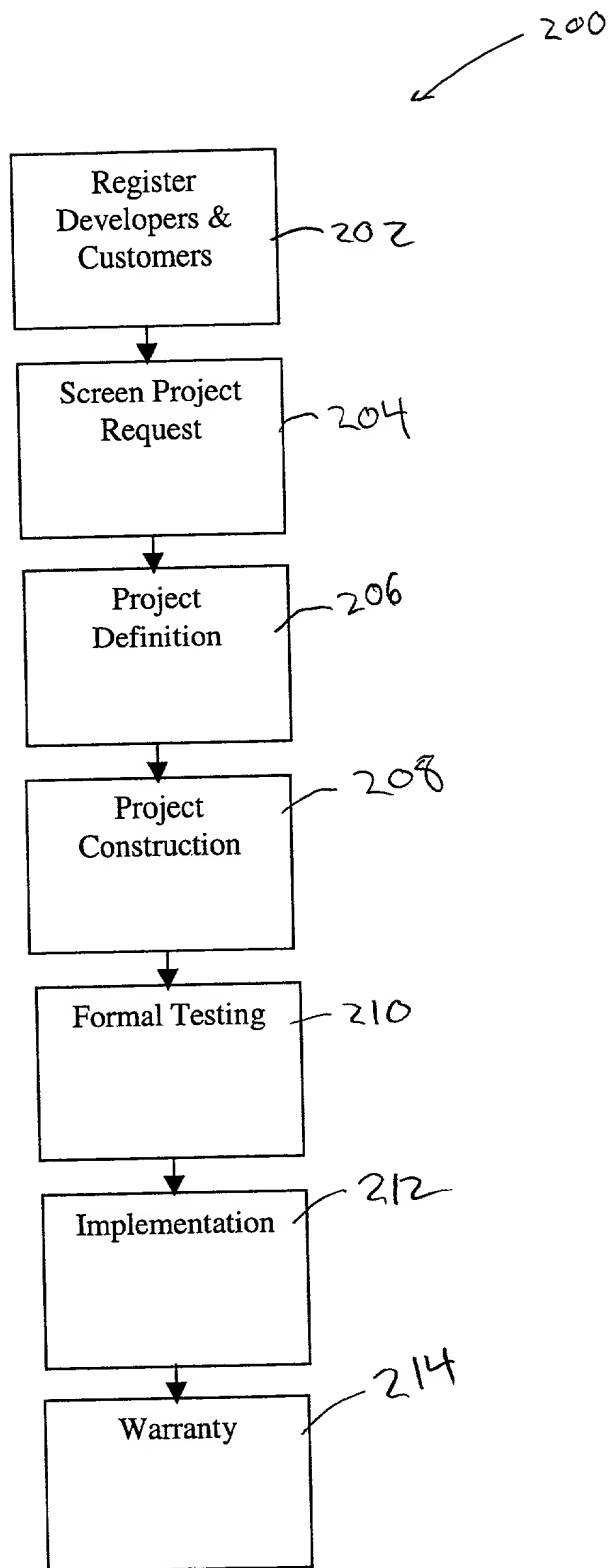 200
Register
Developers &
Customers
202
Screen Project
Request
204
Project
Definition
206
Project
Construction
208
Formal Testing
210
Implementation
212
Warranty
214